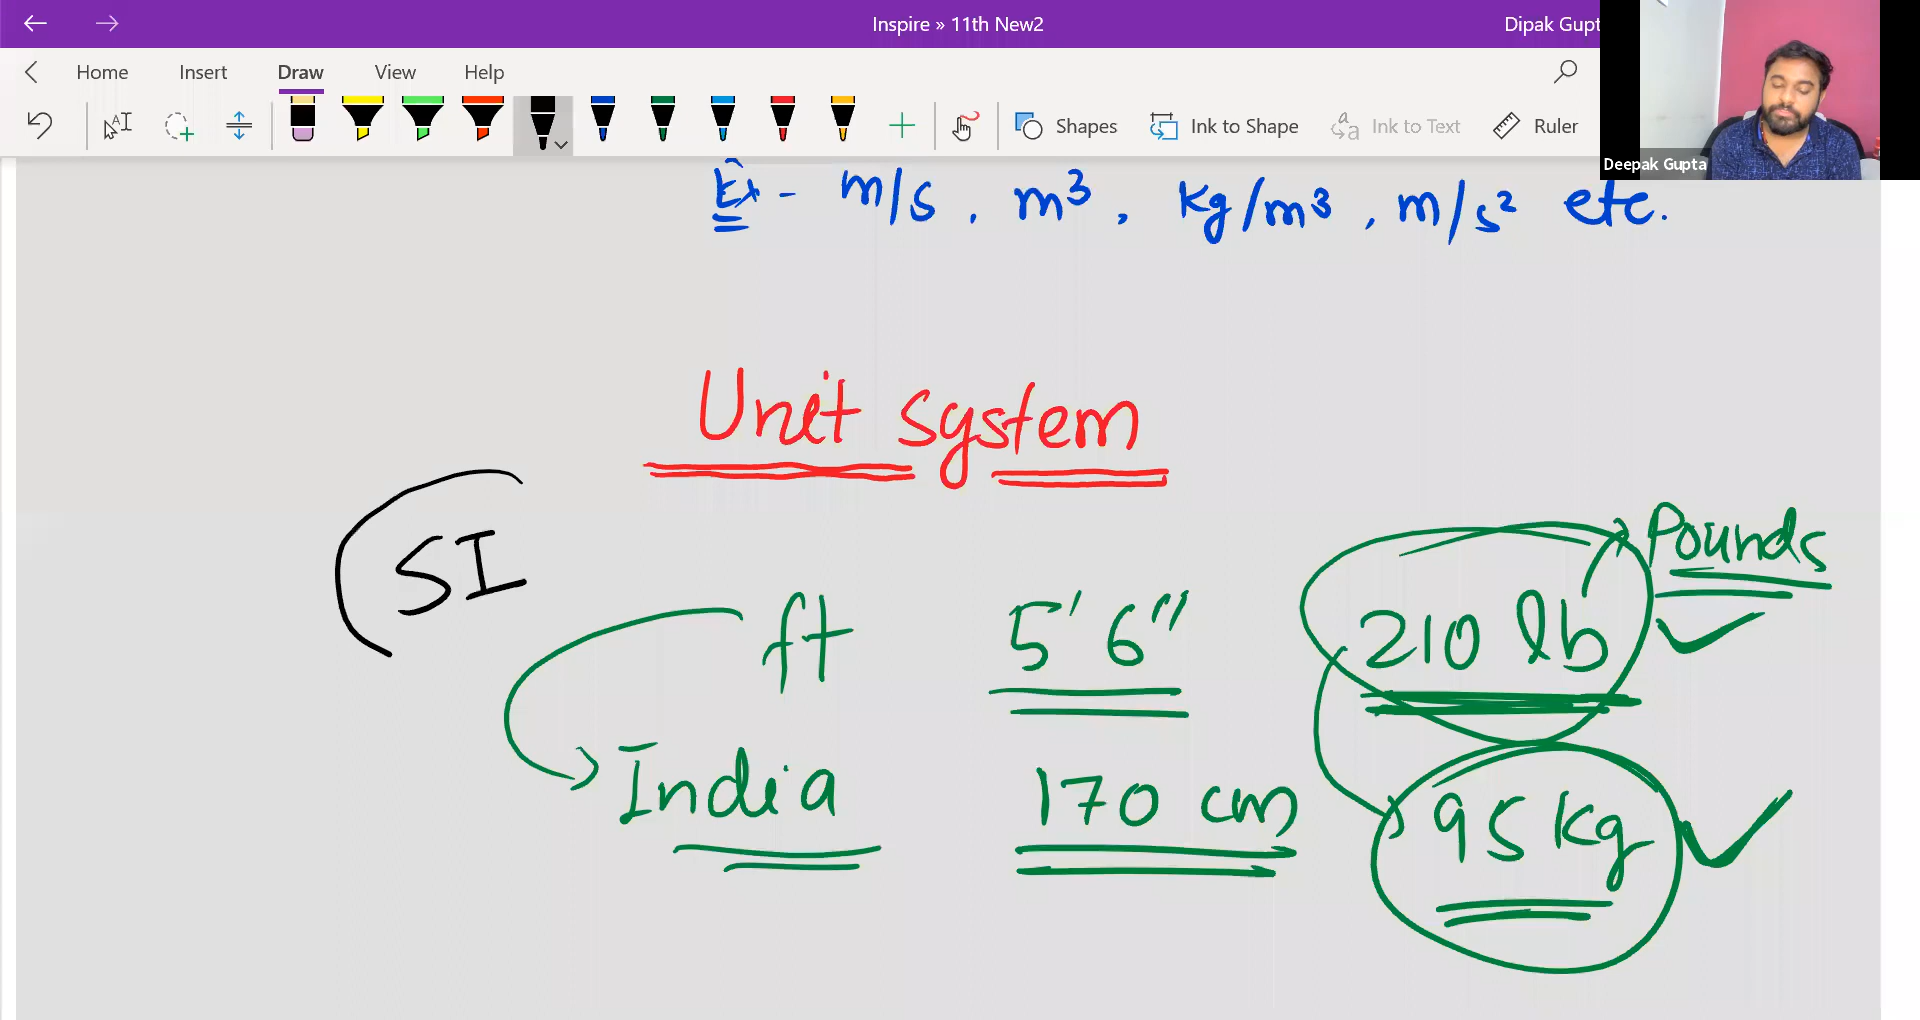 Inspire » 11th New2
Dipak Gupt
Home Insert Draw View Help
Shapes Ink to Shape Ink to Text Ruler
Deepak Gupta
Ex - m/s, m³, kg/m³, m/s² etc.
Unit system
SI
Pounds
ft 5' 6" 210 lb
India 170 cm 95 kg